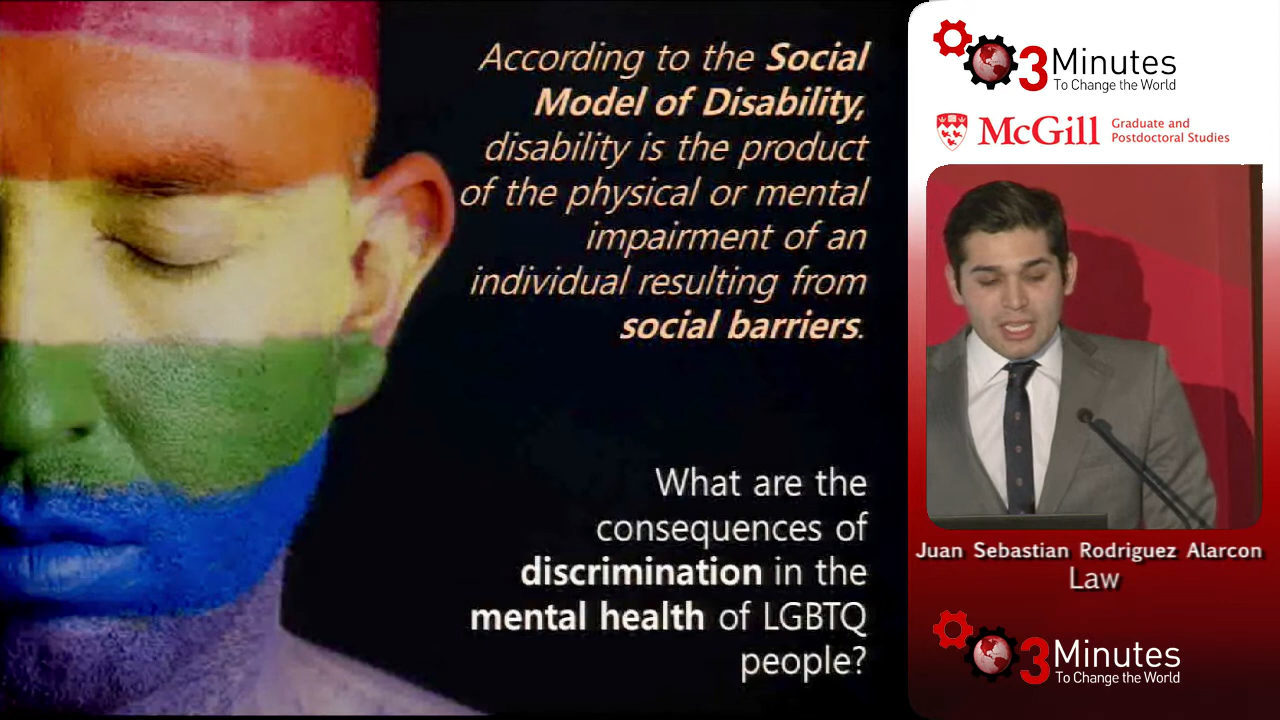 According to the Social
Model of Disability,
disability is the product
of the physical or mental
impairment of an
individual resulting from
social barriers.
What are the
consequences of
discrimination in the
mental health of LGBTQ
people?
3 Minutes
To Change the World
McGill
Graduate and
Postdoctoral Studies
Juan Sebastian Rodriguez Alarcon
Law
3 Minutes
To Change the World